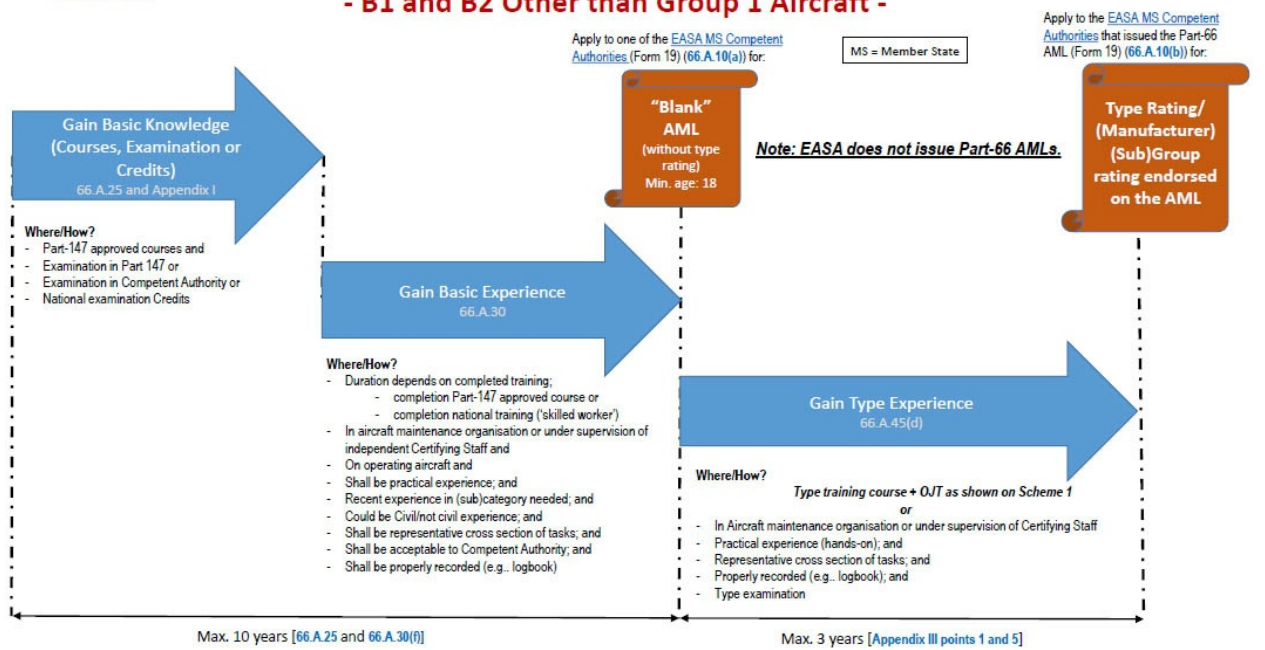 - B1 and B2 Other than Group 1 Aircraft -
Apply to one of the EASA MS Competent
Authorities (Form 19) (66.A.10(a)) for:
MS = Member State
Apply to the EASA MS Competent
Authorities that issued the Part-66
AML (Form 19) (66.A.10(b)) for:
Gain Basic Knowledge
(Courses, Examination or
Credits)
66.A.25 and Appendix I
“Blank”
AML
(without type
rating)
Min. age: 18
Note: EASA does not issue Part-66 AMLs.
Type Rating/
(Manufacturer)
(Sub)Group
rating endorsed
on the AML
Where/How?
- Part-147 approved courses and
- Examination in Part 147 or
- Examination in Competent Authority or
- National examination Credits
Gain Basic Experience
66.A.30
Where/How?
- Duration depends on completed training;
- completion Part-147 approved course or
- completion national training (‘skilled worker’)
- In aircraft maintenance organisation or under supervision of
independent Certifying Staff and
- On operating aircraft and
- Shall be practical experience; and
- Recent experience in (sub)category needed; and
- Could be Civil/not civil experience; and
- Shall be representative cross section of tasks; and
- Shall be acceptable to Competent Authority; and
- Shall be properly recorded (e.g.. logbook)
Gain Type Experience
66.A.45(d)
Where/How?
Type training course + OJT as shown on Scheme 1
or
- In Aircraft maintenance organisation or under supervision of Certifying Staff
- Practical experience (hands-on); and
- Representative cross section of tasks; and
- Properly recorded (e.g.. logbook); and
- Type examination
Max. 10 years [66.A.25 and 66.A.30(f)]
Max. 3 years [Appendix III points 1 and 5]